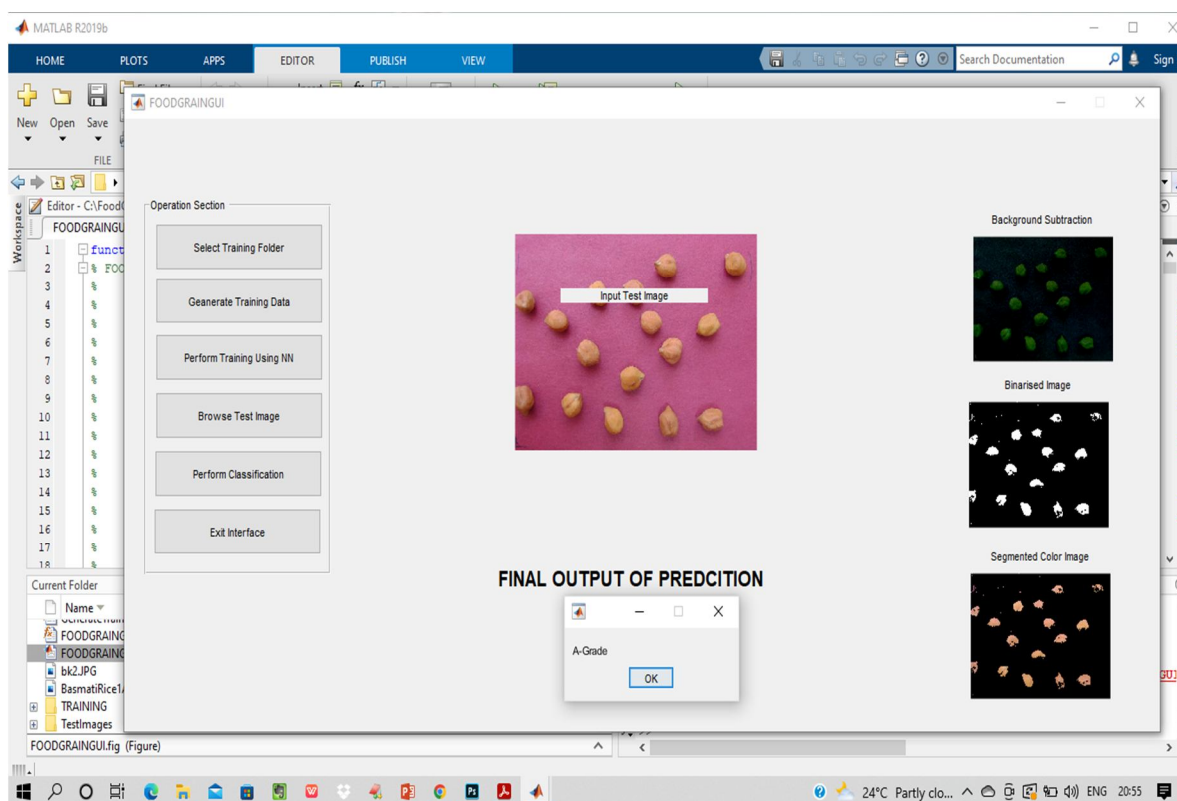 MATLAB R2019b
HOME PLOTS APPS EDITOR PUBLISH VIEW
Search Documentation
Sign
New Open Save
FILE
FOODGRAINGUI
Workspace
Editor - C:\Food
FOODGRAINGU
1 funct
2 % FOO
3 %
4 %
5 %
6 %
7 %
8 %
9 %
10 %
11 %
12 %
13 %
14 %
15 %
16 %
17 %
18 %
Operation Section
Select Training Folder
Geanerate Training Data
Perform Training Using NN
Browse Test Image
Perform Classification
Exit Interface
Input Test Image
Background Subtraction
Binarised Image
Segmented Color Image
FINAL OUTPUT OF PREDCITION
A-Grade
OK
Current Folder
Name
FOODGRAING
FOODGRAING
bk2.JPG
BasmatiRice1
TRAINING
TestImages
FOODGRAINGUI.fig (Figure)
GUI
24°C Partly clo... ENG 20:55